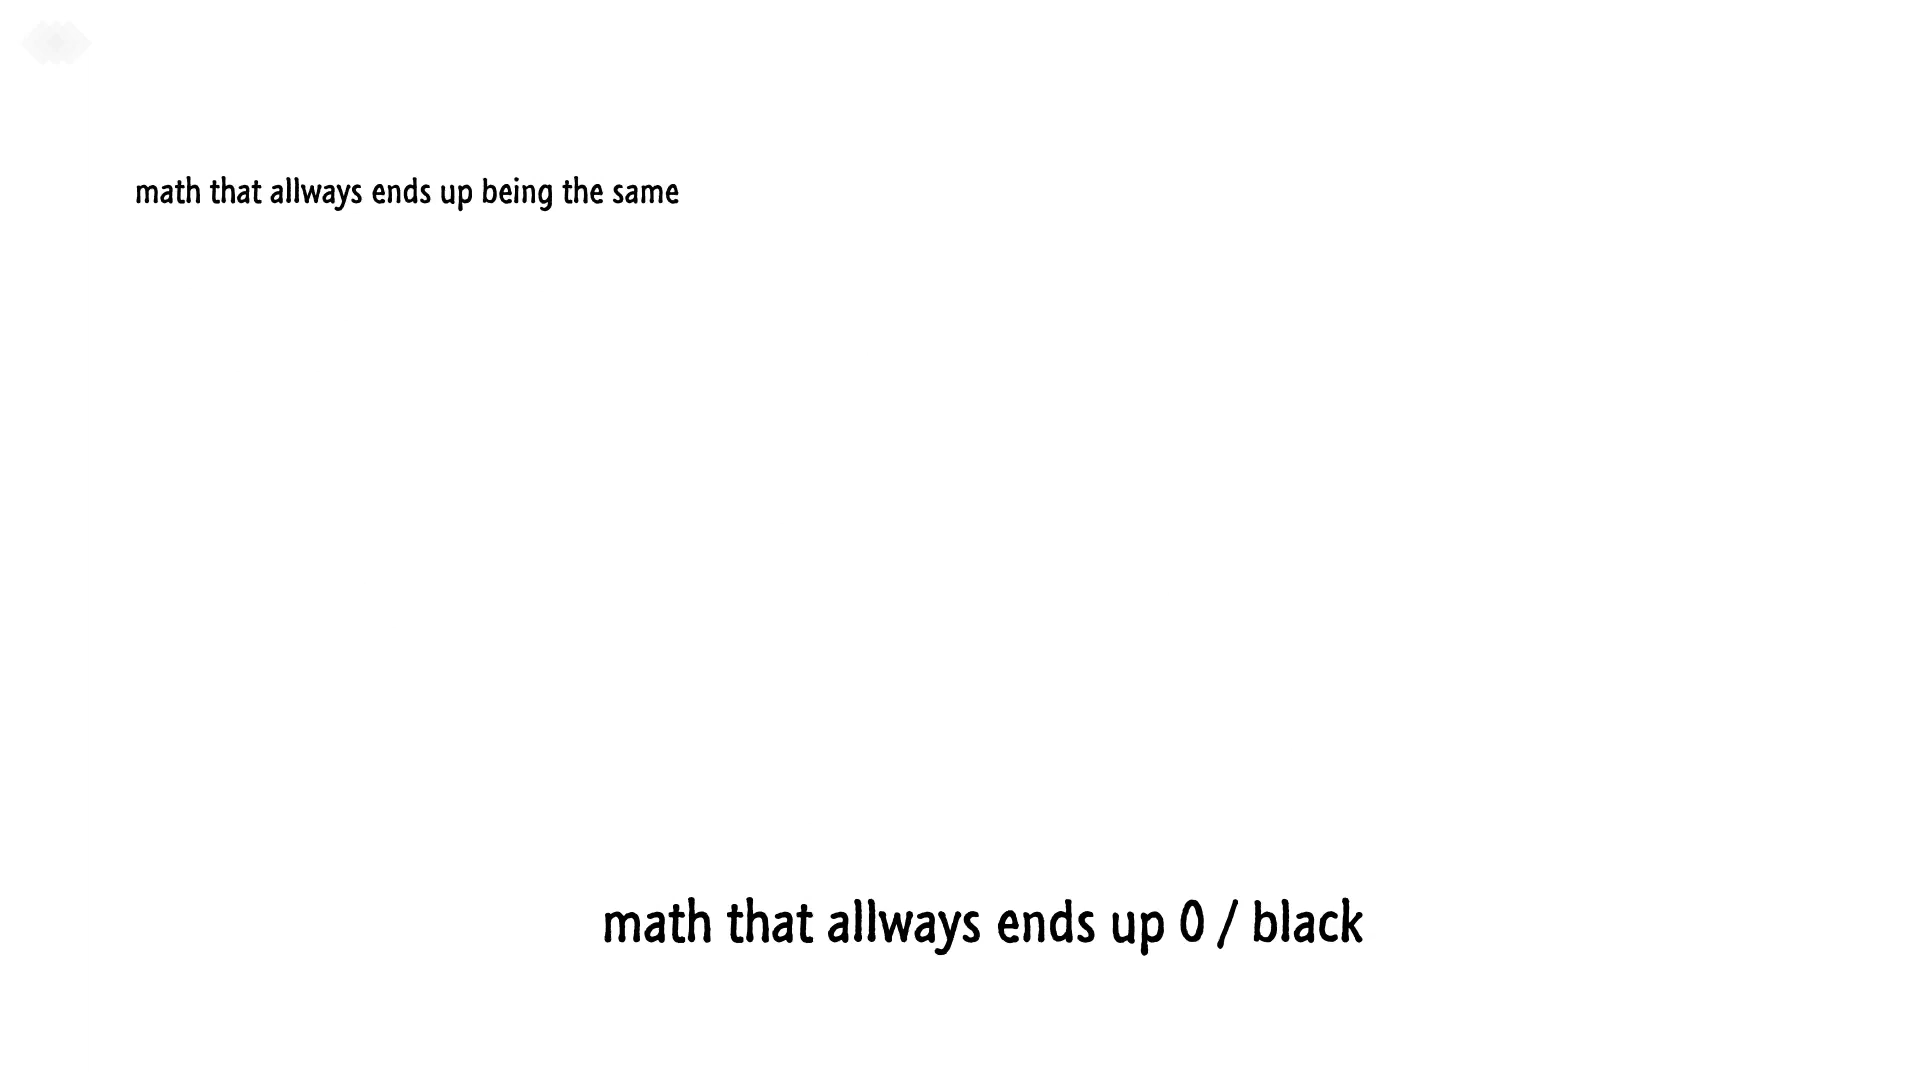 math that allways ends up being the same
math that allways ends up 0 / black